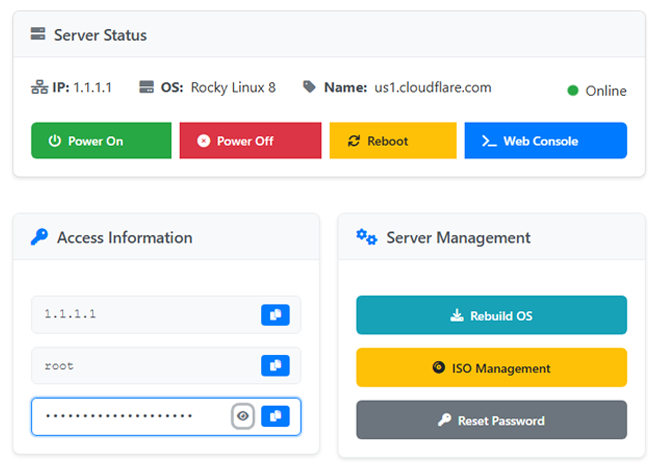 Server Status
IP: 1.1.1.1 OS: Rocky Linux 8 Name: us1.cloudflare.com Online
Power On Power Off Reboot Web Console
Access Information
1.1.1.1
root
••••••••••••••••••••
Server Management
Rebuild OS
ISO Management
Reset Password